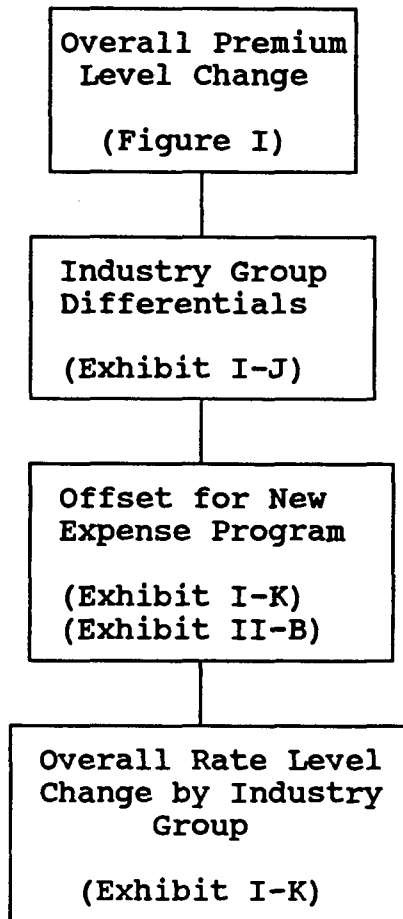 Overall Premium
Level Change
(Figure I)
Industry Group
Differentials
(Exhibit I-J)
Offset for New
Expense Program
(Exhibit I-K)
(Exhibit II-B)
Overall Rate Level
Change by Industry
Group
(Exhibit I-K)